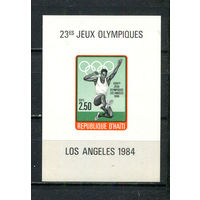 23es JEUX OLYMPIQUES
2.50
REPUBLIQUE D'HAITI
LOS ANGELES 1984